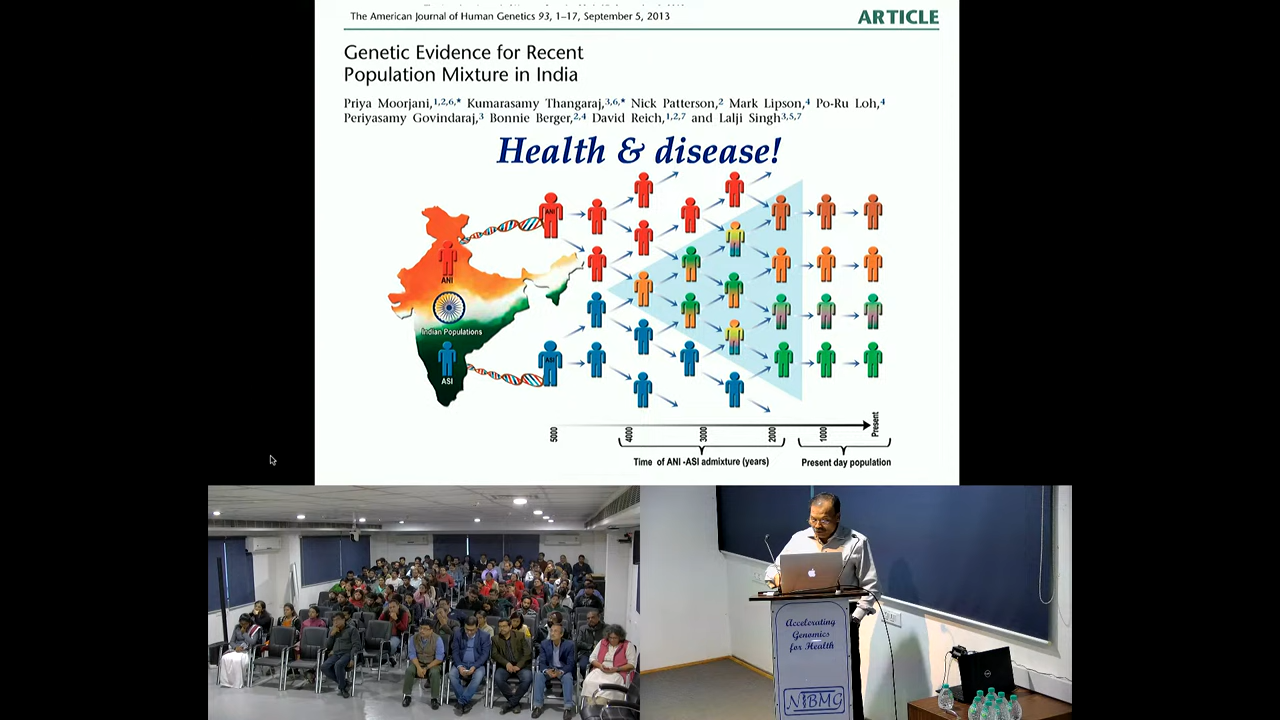 The American Journal of Human Genetics 93, 1–17, September 5, 2013
ARTICLE
Genetic Evidence for Recent
Population Mixture in India
Priya Moorjani,1,2,6,* Kumarasamy Thangaraj,3,6,* Nick Patterson,2 Mark Lipson,4 Po-Ru Loh,4
Periyasamy Govindaraj,3 Bonnie Berger,2,4 David Reich,1,2,7 and Lalji Singh3,5,7
Health & disease!
ANI
ANI
Indian Populations
ASI
ASI
5000
4000
3000
2000
1000
Present
Time of ANI -ASI admixture (years)
Present day population
Accelerating
Genomics
for Health
NIBMG